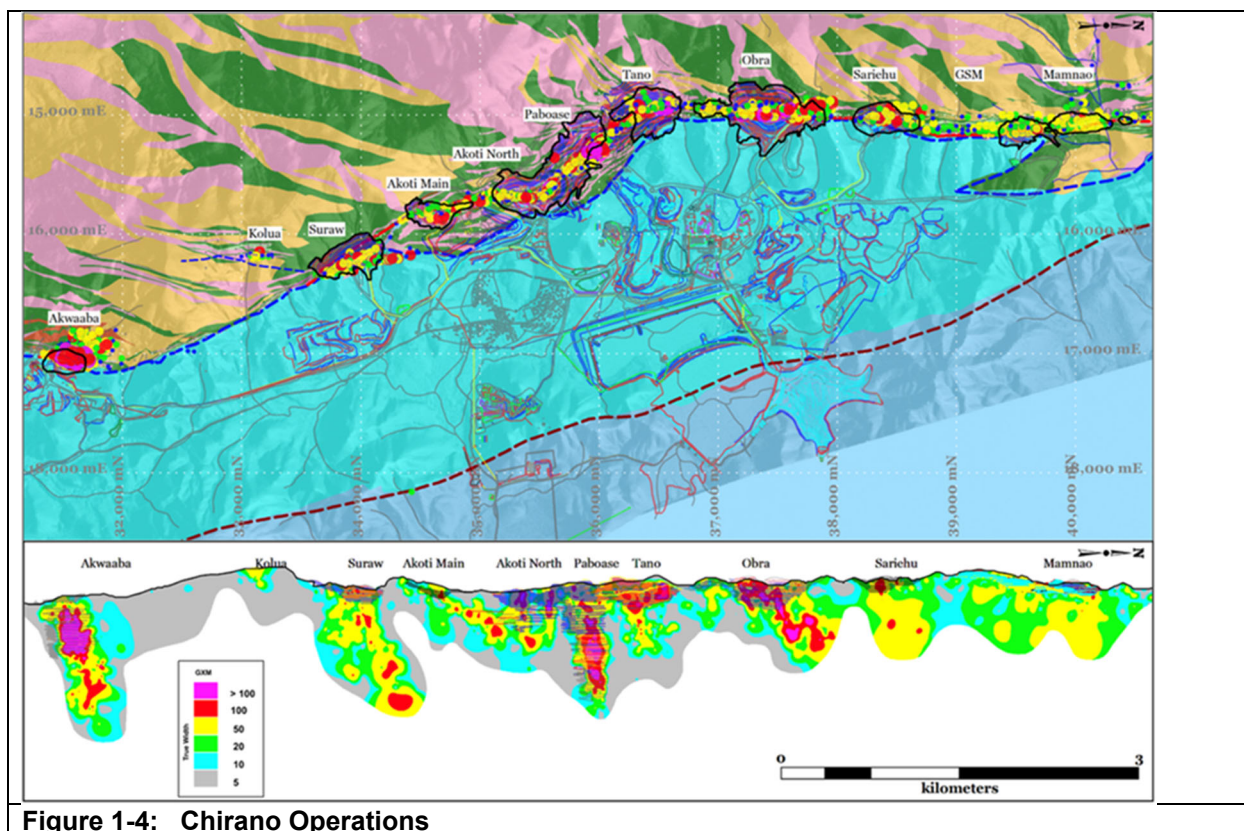 N
Tano
Obra
Sariehu
GSM
Mamnao
15,000 mE
Paboase
Akoti North
Akoti Main
Kolua
Suraw
16,000 mE
16,000 mE
Akwaaba
17,000 mE
18,000 mE
18,000 mE
32,000 mN
33,000 mN
34,000 mN
35,000 mN
36,000 mN
37,000 mN
38,000 mN
39,000 mN
40,000 mN
N
Akwaaba
Kolua
Suraw
Akoti Main
Akoti North
Paboase
Tano
Obra
Sariehu
Mamnao
GXM
True Width
> 100
100
50
20
10
5
0
3
kilometers
Figure 1-4: Chirano Operations